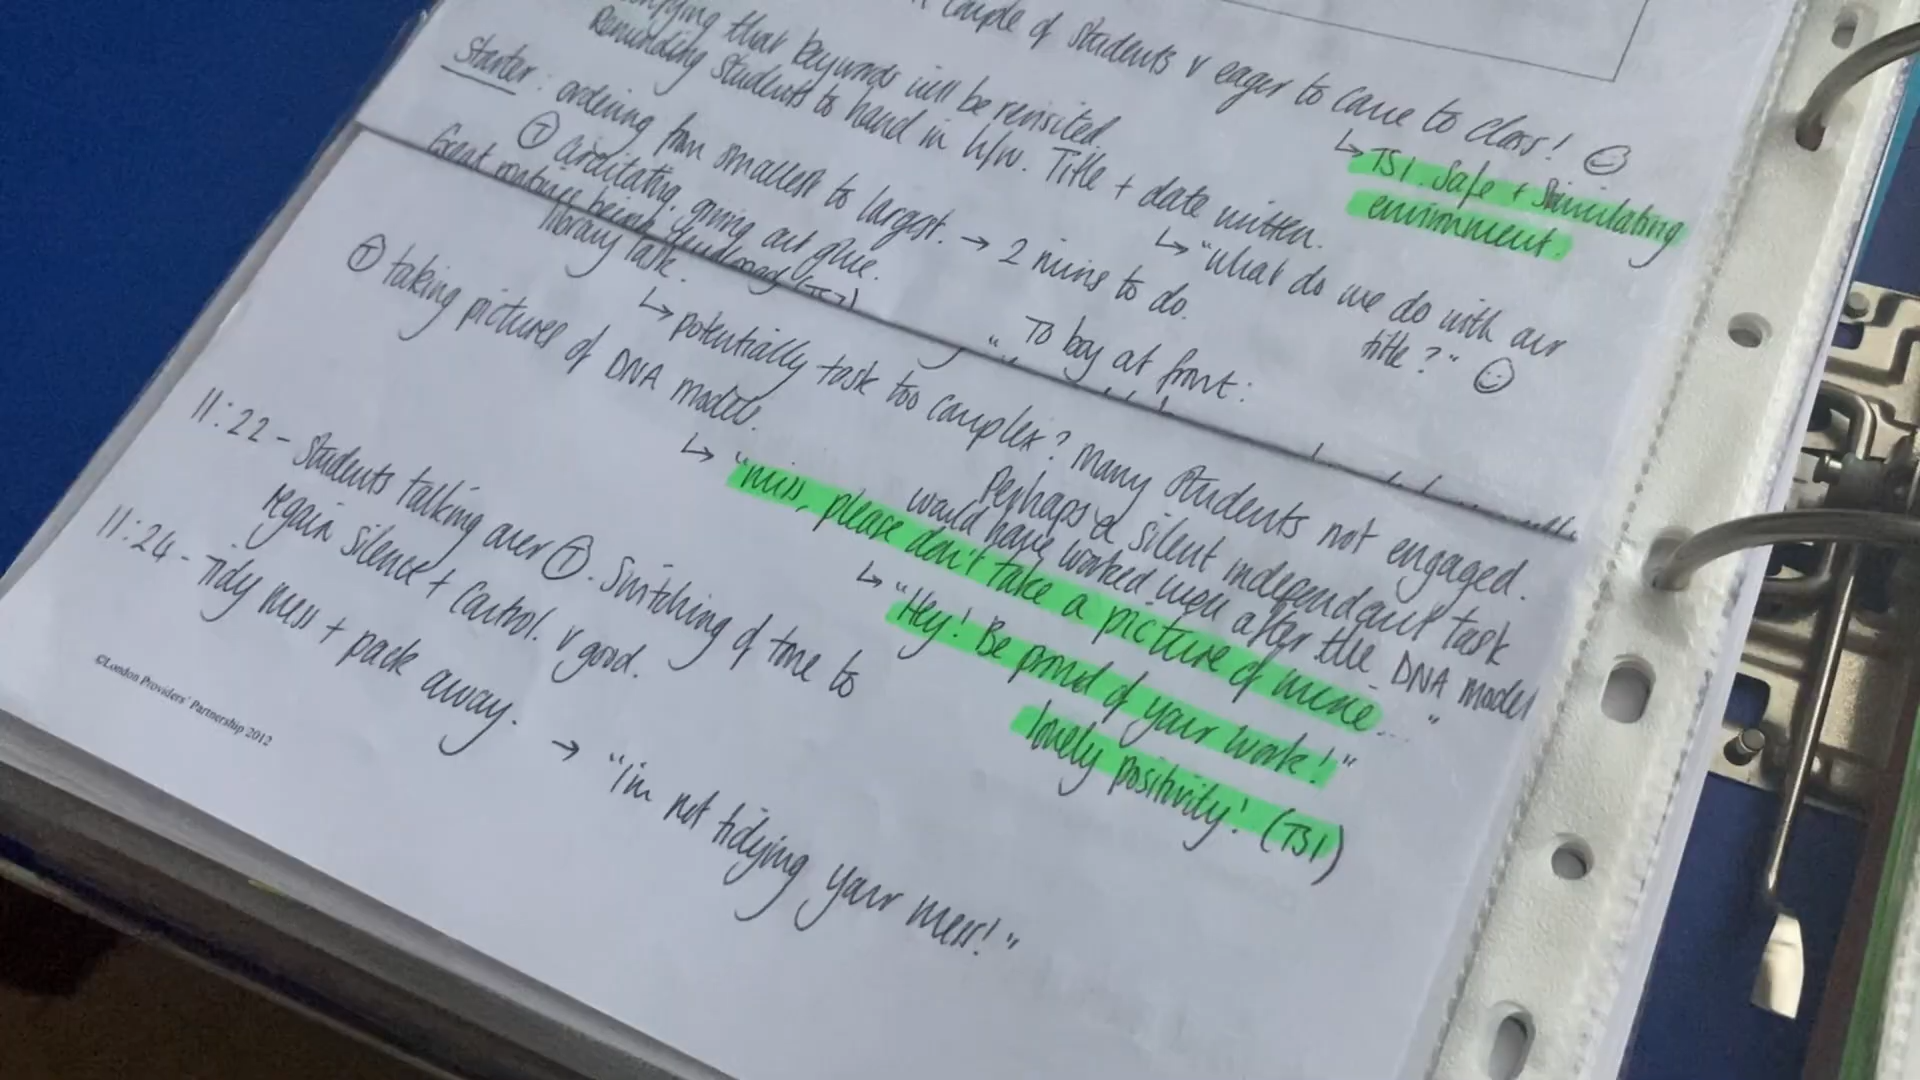 couple of students v eager to come to class! ☺
↳ TS1. Safe + Stimulating
environment.
that keywords will be revisited.
Reminding students to hand in h/w. Title + date written.
↳ "what do we do with our
title?" ☺
Starter: ordering from smallest to largest. → 2 mins to do.
Ⓣ circulating, giving out glue.
To boy at front:
Great routines being
library task.
↳ potentially task too complex? Many students not engaged.
Perhaps a silent independent task
would have worked well after the DNA model
Ⓣ taking pictures of DNA models.
↳ "Miss, please don't take a picture of mine..."
↳ "Hey! Be proud of your work!"
lovely positivity! (TS1)
11:22 - Students talking over Ⓣ. Switching of tone to
regain silence + control. v good.
11:24 - Tidy mess + pack away.
→ "I'm not tidying your mess!"
©London Providers' Partnership 2012